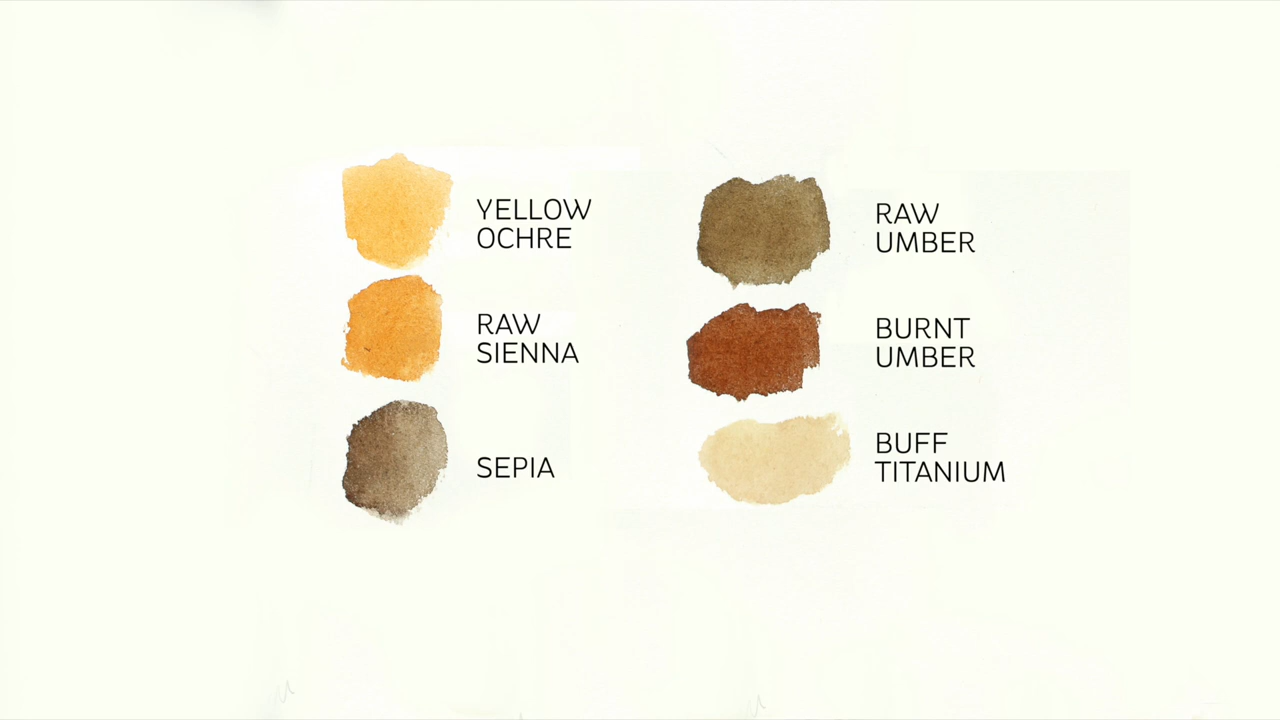 YELLOW
OCHRE
RAW
SIENNA
SEPIA
RAW
UMBER
BURNT
UMBER
BUFF
TITANIUM